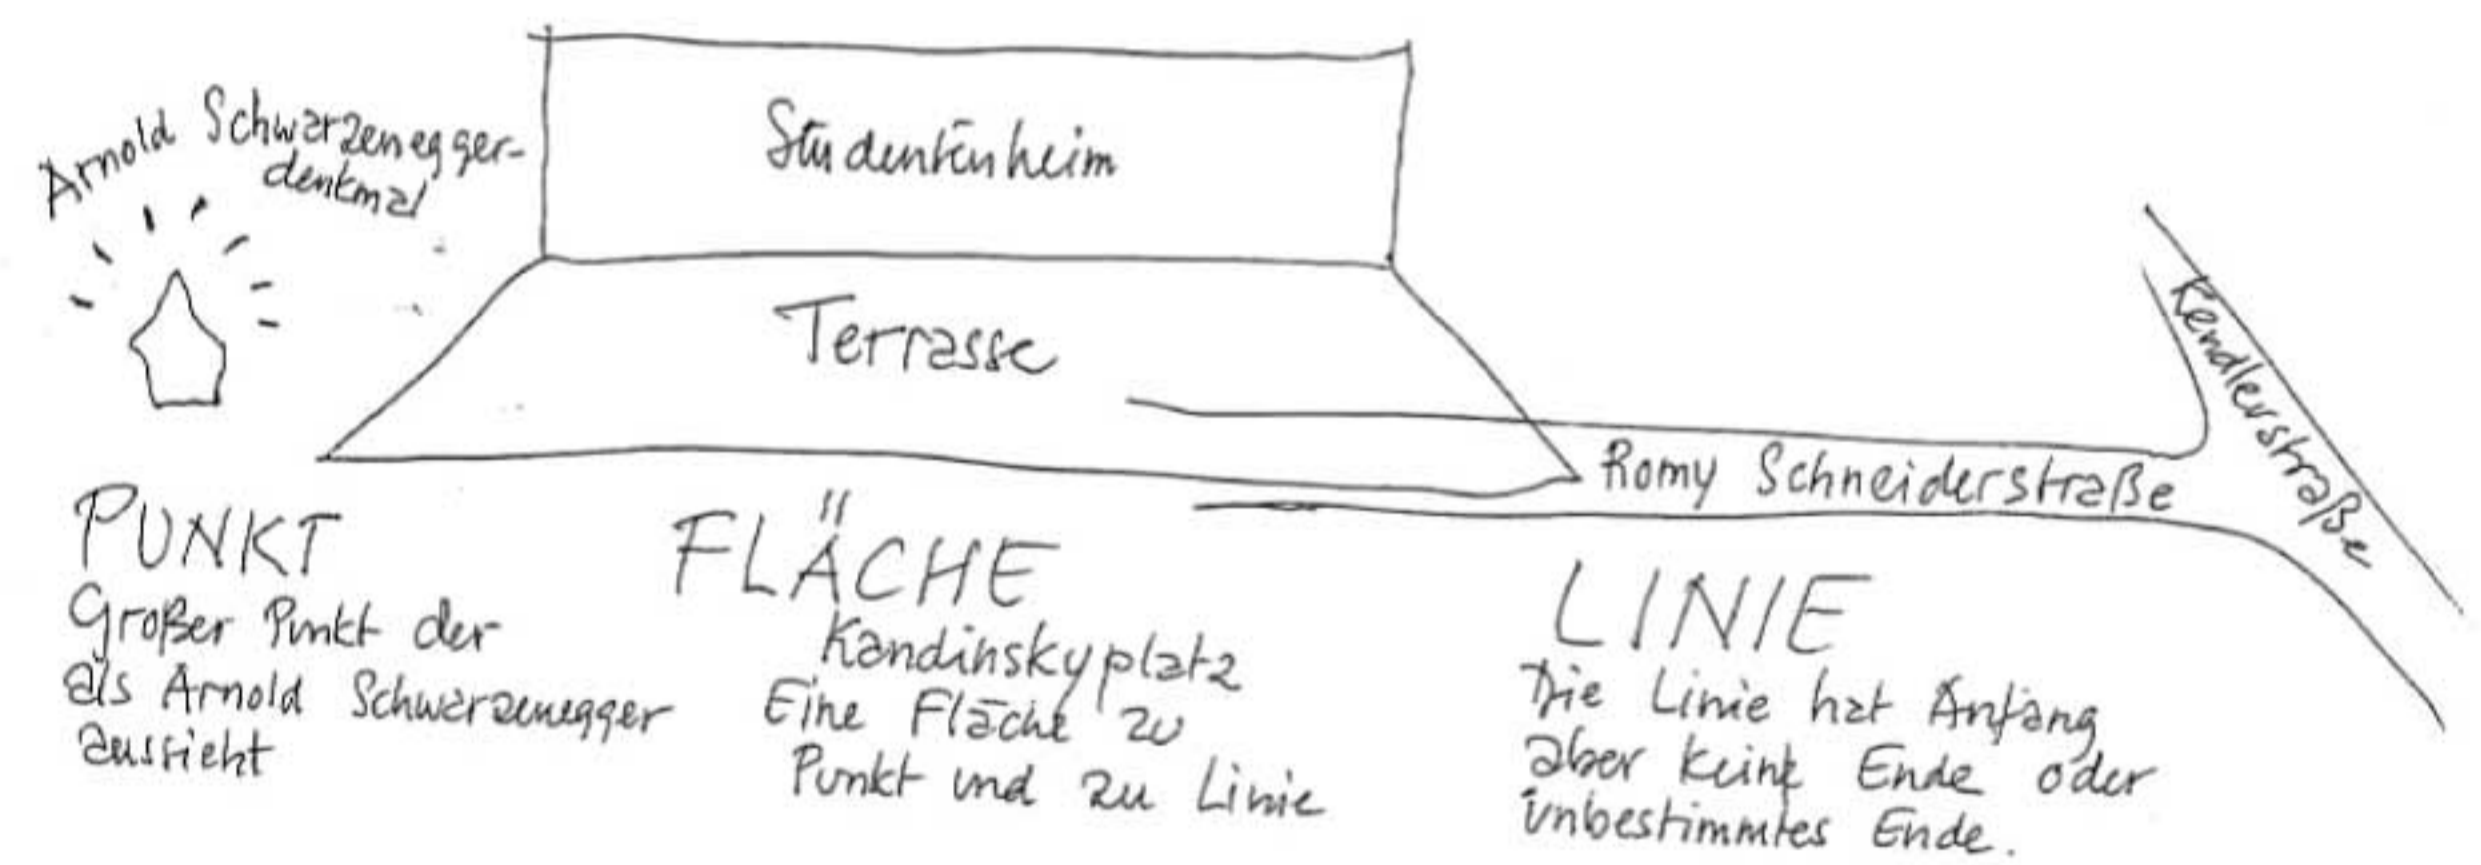 Arnold Schwarzenegger-
denkmal
Studentenheim
Terrasse
Kendlerstraße
Romy Schneiderstraße
PUNKT
Großer Punkt der
als Arnold Schwarzenegger
aussieht
FLÄCHE
Kandinskyplatz
Eine Fläche zu
Punkt und zu Linie
LINIE
Die Linie hat Anfang
aber keine Ende oder
unbestimmtes Ende.